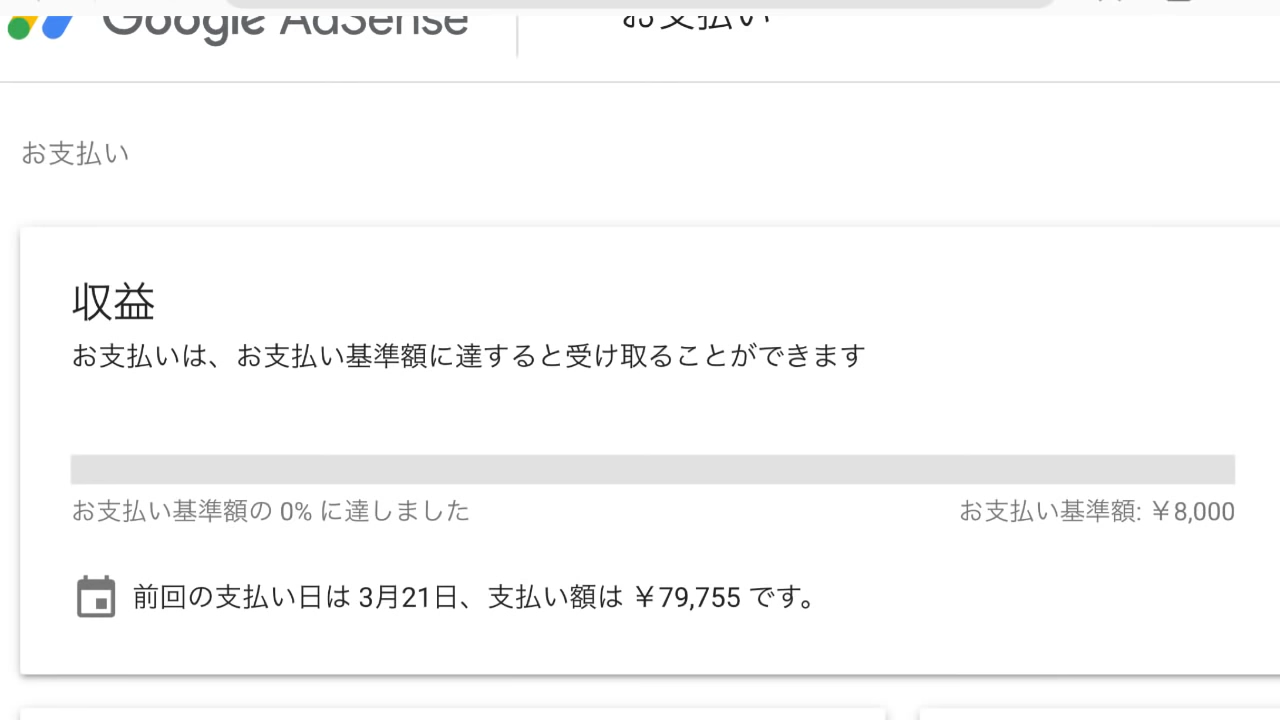 Google AdSense
お支払い
お支払い
収益
お支払いは、お支払い基準額に達すると受け取ることができます
お支払い基準額の 0% に達しました
お支払い基準額: ￥8,000
前回の支払い日は 3月21日、支払い額は ￥79,755 です。